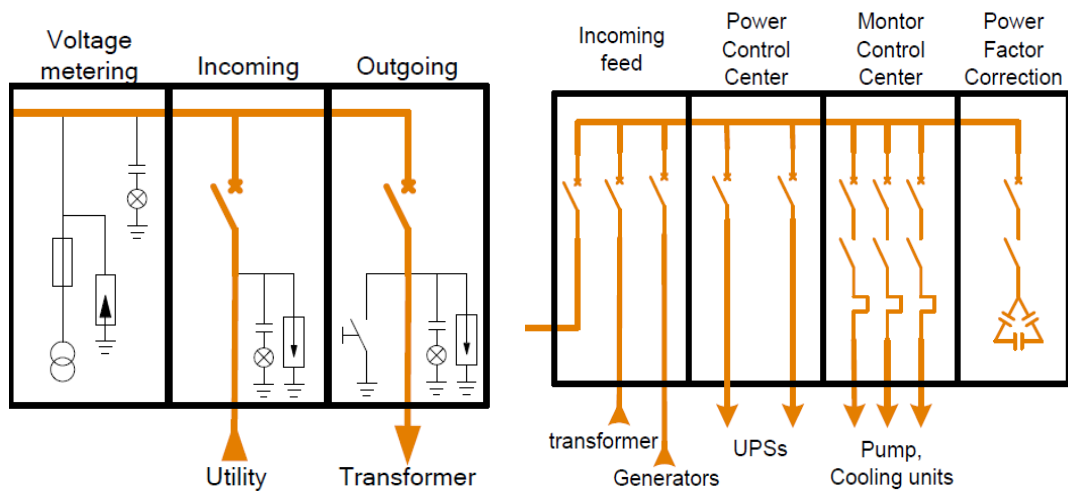 Voltage
metering
Incoming
Outgoing
Utility
Transformer
Incoming
feed
Power
Control
Center
Montor
Control
Center
Power
Factor
Correction
transformer
Generators
UPSs
Pump,
Cooling units